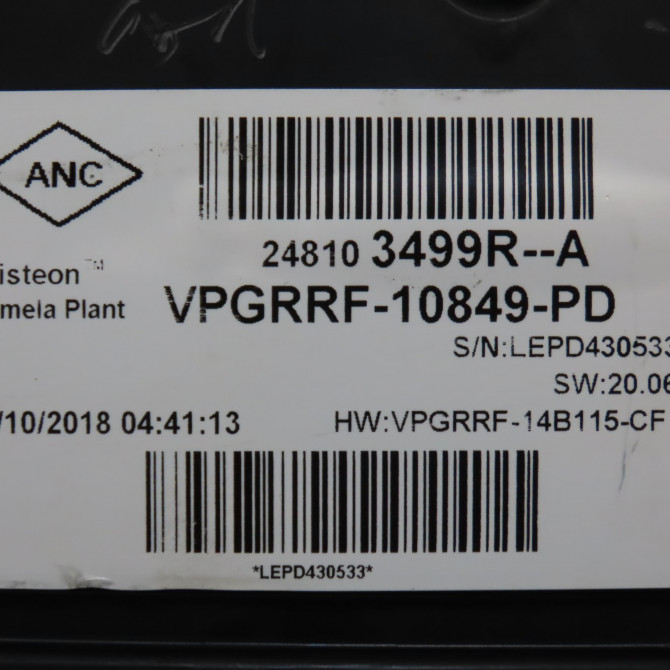 ANC
24810 3499R--A
isteon™
VPGRRF-10849-PD
mela Plant
S/N:LEPD430533
SW:20.06
/10/2018 04:41:13
HW:VPGRRF-14B115-CF
*LEPD430533*